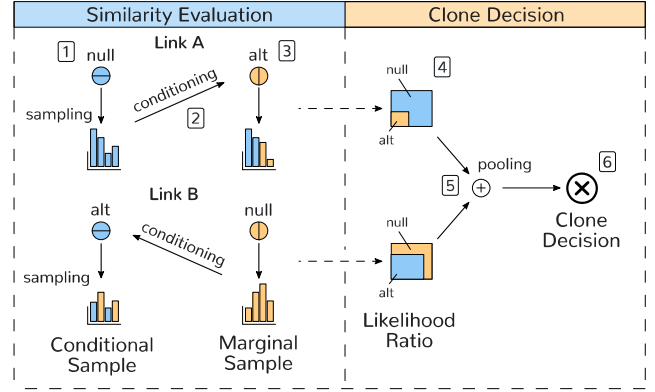 Similarity Evaluation
Clone Decision
Link A
1
null
conditioning
alt
3
sampling
2
null
4
alt
pooling
5
6
Clone
Decision
Link B
alt
conditioning
null
sampling
null
alt
Conditional
Sample
Marginal
Sample
Likelihood
Ratio